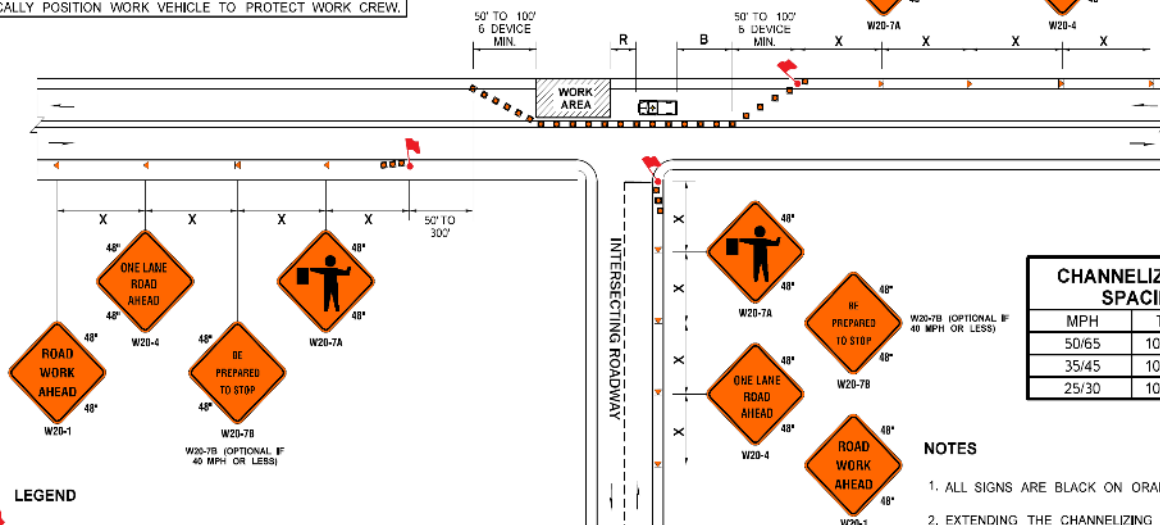 CALLY POSITION WORK VEHICLE TO PROTECT WORK CREW.
50' TO 100'
6 DEVICE
MIN.
R
B
50' TO 100'
6 DEVICE
MIN.
X
X
X
X
48"
W20-7A
48"
W20-4
WORK
AREA
X
X
X
X
50' TO
300'
48"
ONE LANE
ROAD
AHEAD
48"
W20-4
48"
48"
W20-7A
ROAD
WORK
AHEAD
48"
48"
W20-1
BE
PREPARED
TO STOP
48"
48"
W20-7B
W20-7B (OPTIONAL IF
40 MPH OR LESS)
INTERSECTING ROADWAY
X
X
X
X
48"
48"
W20-7A
BE
PREPARED
TO STOP
48"
48"
W20-7B
W20-7B (OPTIONAL IF
40 MPH OR LESS)
ONE LANE
ROAD
AHEAD
48"
48"
W20-4
ROAD
WORK
AHEAD
48"
48"
W20-1
CHANNELIZ
SPACI
MPH T
50/65 10
35/45 10
25/30 10
LEGEND
NOTES
1. ALL SIGNS ARE BLACK ON ORA
2. EXTENDING THE CHANNELIZING